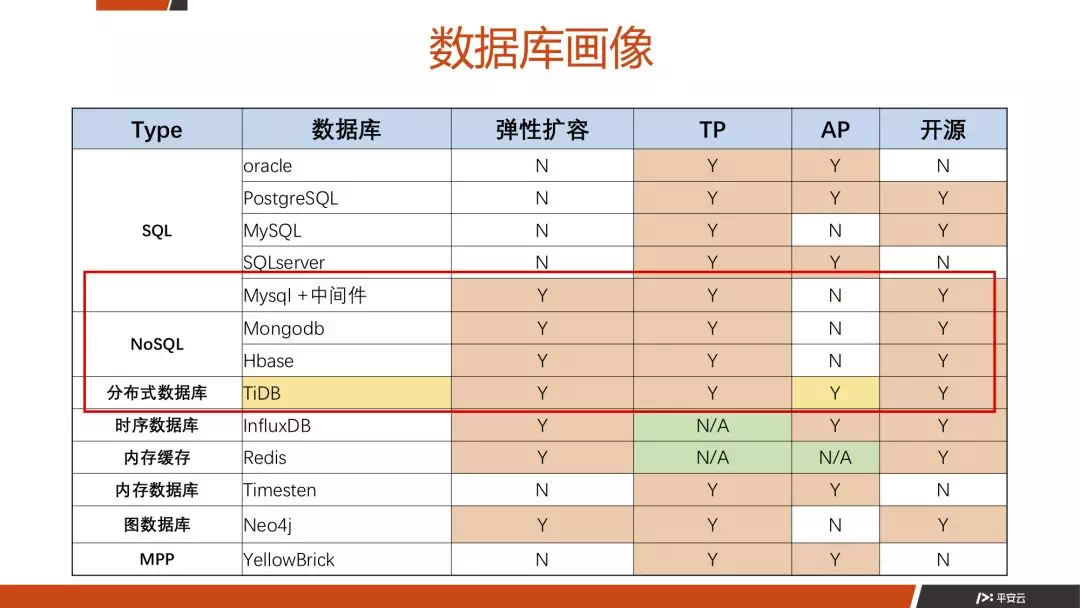 数据库画像
Type 数据库 弹性扩容 TP AP 开源
oracle N Y Y N
PostgreSQL N Y Y Y
SQL MySQL N Y N Y
SQLserver N Y Y N
Mysql +中间件 Y Y N Y
NoSQL Mongodb Y Y N Y
Hbase Y Y N Y
分布式数据库 TiDB Y Y Y Y
时序数据库 InfluxDB Y N/A Y Y
内存缓存 Redis Y N/A N/A Y
内存数据库 Timesten N Y Y N
图数据库 Neo4j Y Y N Y
MPP YellowBrick N Y Y N
平安云